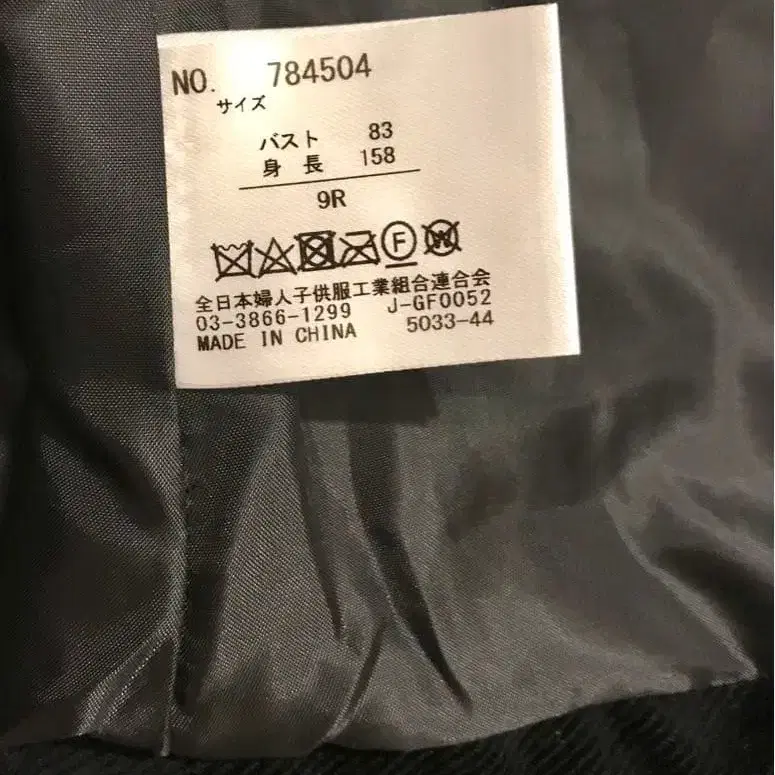 NO. 784504
サイズ
バスト 83
身長 158
9R
F W
全日本婦人子供服工業組合連合会
03-3866-1299 J-GF0052
MADE IN CHINA 5033-44